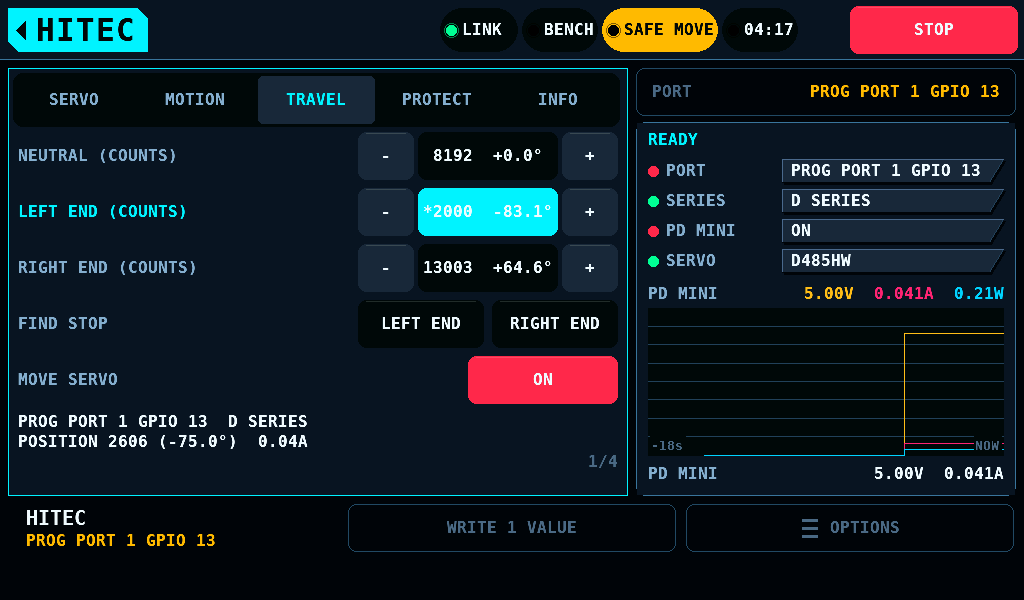 HITEC
LINK
BENCH
SAFE MOVE
04:17
STOP
SERVO MOTION TRAVEL PROTECT INFO
NEUTRAL (COUNTS) - 8192 +0.0° +
LEFT END (COUNTS) - *2000 -83.1° +
RIGHT END (COUNTS) - 13003 +64.6° +
FIND STOP LEFT END RIGHT END
MOVE SERVO ON
PROG PORT 1 GPIO 13 D SERIES
POSITION 2606 (-75.0°) 0.04A
1/4
PORT PROG PORT 1 GPIO 13
READY
PORT PROG PORT 1 GPIO 13
SERIES D SERIES
PD MINI ON
SERVO D485HW
PD MINI 5.00V 0.041A 0.21W
-18s NOW
PD MINI 5.00V 0.041A
HITEC
PROG PORT 1 GPIO 13
WRITE 1 VALUE
OPTIONS